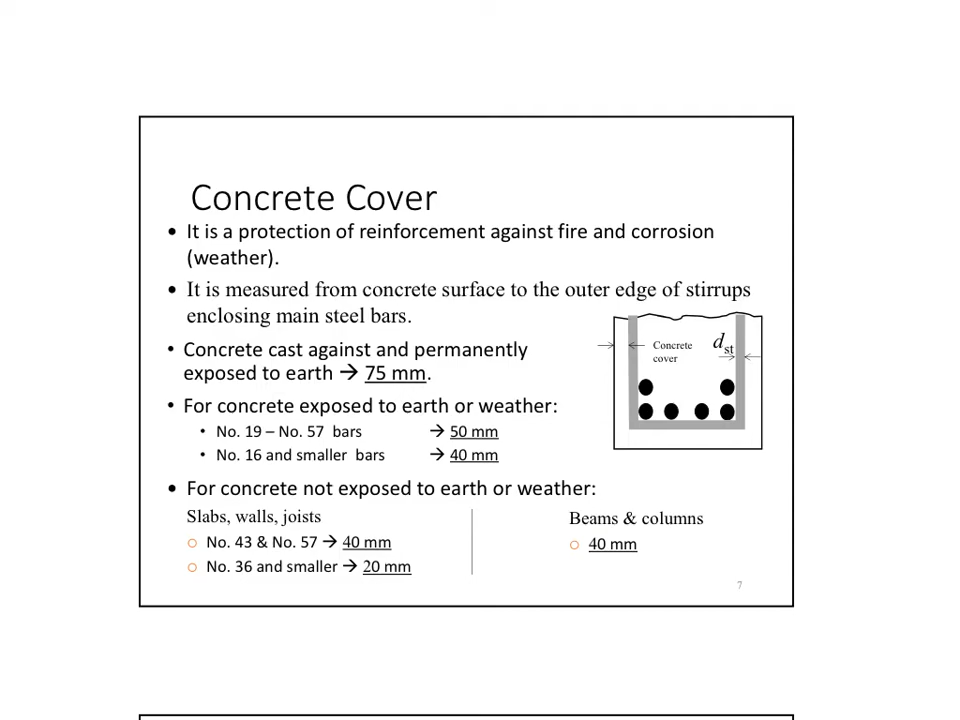 Concrete Cover
• It is a protection of reinforcement against fire and corrosion
(weather).
• It is measured from concrete surface to the outer edge of stirrups
enclosing main steel bars.
• Concrete cast against and permanently
exposed to earth → 75 mm.
Concrete
cover
d_st
• For concrete exposed to earth or weather:
• No. 19 – No. 57 bars → 50 mm
• No. 16 and smaller bars → 40 mm
• For concrete not exposed to earth or weather:
Slabs, walls, joists
○ No. 43 & No. 57 → 40 mm
○ No. 36 and smaller → 20 mm
Beams & columns
○ 40 mm
7